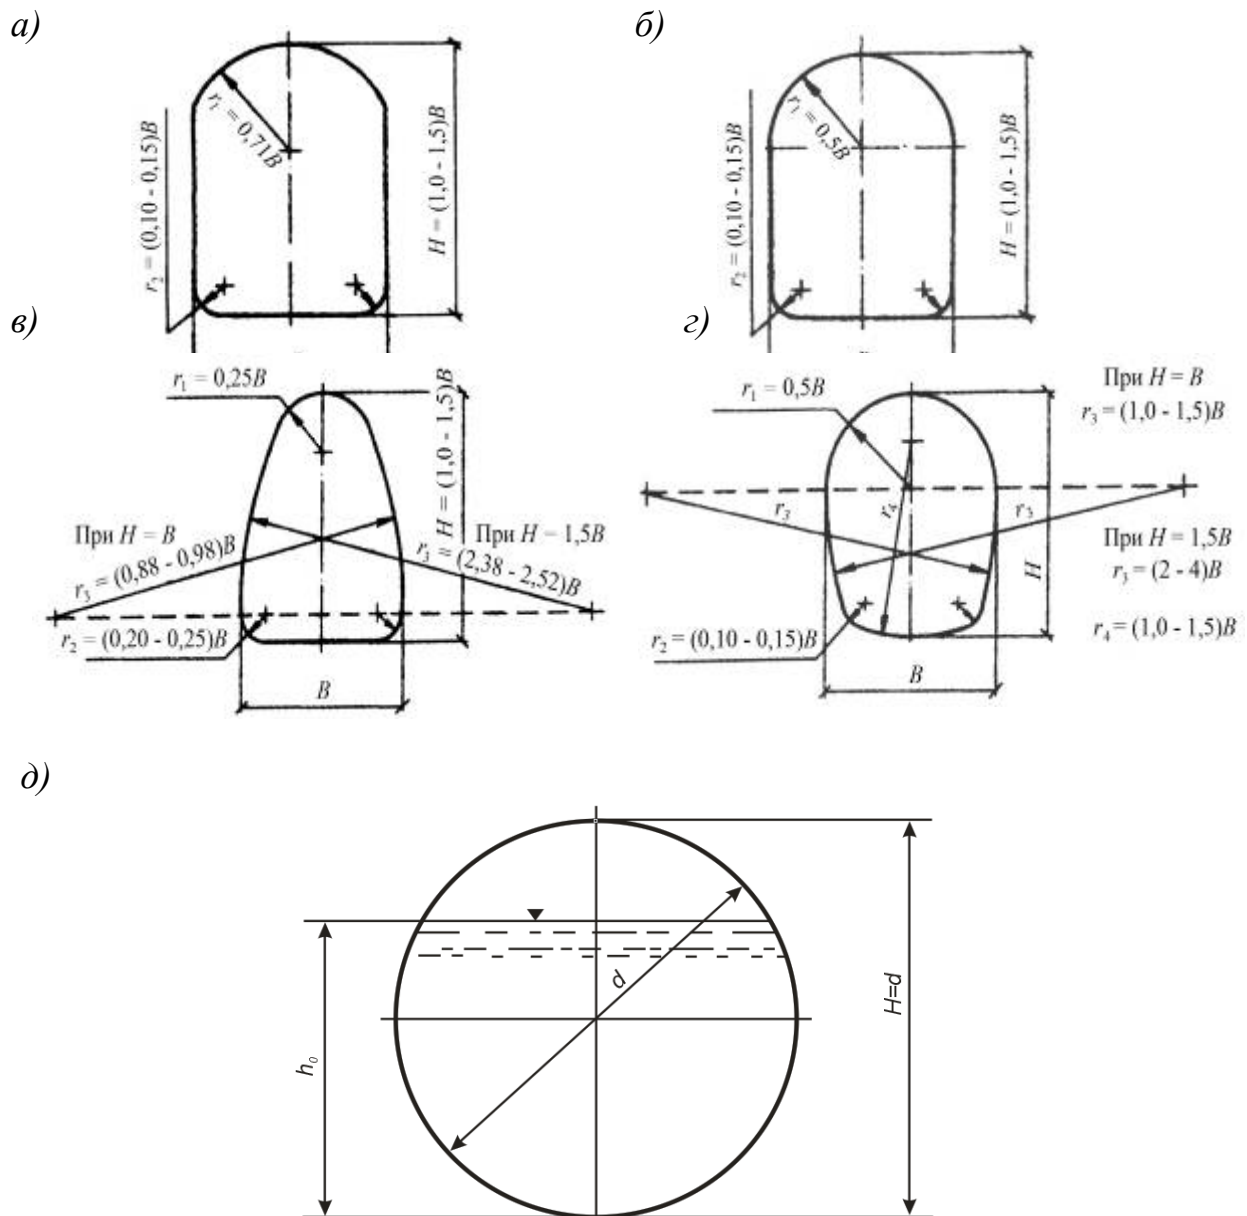 а)
r₁ = 0,71B
r₂ = (0,10 - 0,15)B
H = (1,0 - 1,5)B
б)
r₁ = 0,5B
r₂ = (0,10 - 0,15)B
H = (1,0 - 1,5)B
в)
r₁ = 0,25B
H = (1,0 - 1,5)B
При H = B
r₃ = (0,88 - 0,98)B
При H = 1,5B
r₃ = (2,38 - 2,52)B
r₂ = (0,20 - 0,25)B
B
г)
r₁ = 0,5B
При H = B
r₃ = (1,0 - 1,5)B
r₃
r₄
r₃
H
При H = 1,5B
r₃ = (2 - 4)B
r₄ = (1,0 - 1,5)B
r₂ = (0,10 - 0,15)B
B
д)
d
h₀
H=d